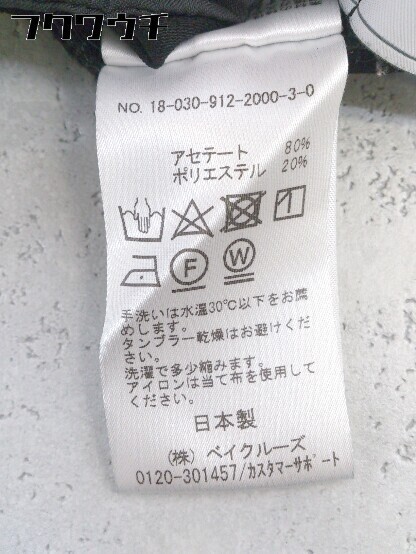 フクワウチ
NO. 18-030-912-2000-3-0
アセテート 80%
ポリエステル 20%
F
W
手洗いは水温30℃以下をお薦
めします。
タンブラー乾燥はお避けくだ
さい。
洗濯で多少縮みます。
アイロンは当て布を使用して
ください。
日本製
(株) ベイクルーズ
0120-301457/カスタマーサポート